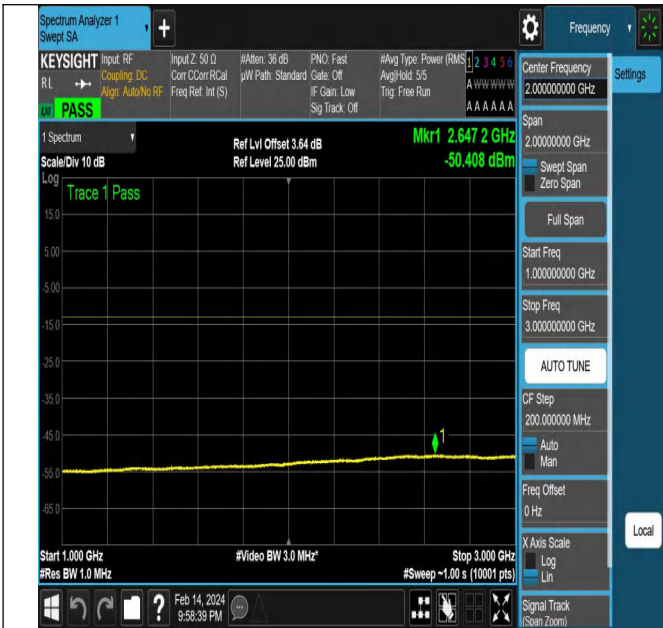 Spectrum Analyzer 1
Swept SA
+
Frequency
KEYSIGHT
RL
PASS
Input: RF
Coupling: DC
Align: Auto/No RF
Input Z: 50 Ω
Corr CCorr RCal
Freq Ref: Int (S)
#Atten: 36 dB
µW Path: Standard
PNO: Fast
Gate: Off
IF Gain: Low
Sig Track: Off
#Avg Type: Power (RMS
Avg|Hold: 5/5
Trig: Free Run
1 2 3 4 5 6
A W W W W W
A A A A A A
1 Spectrum
Scale/Div 10 dB
Log
Ref Lvl Offset 3.64 dB
Ref Level 25.00 dBm
Mkr1 2.647 2 GHz
-50.408 dBm
Trace 1 Pass
15.0
5.00
-5.00
-15.0
-25.0
-35.0
-45.0
-55.0
-65.0
1
Start 1.000 GHz
#Res BW 1.0 MHz
#Video BW 3.0 MHz*
Stop 3.000 GHz
#Sweep ~1.00 s (10001 pts)
Feb 14, 2024
9:58:39 PM
?
Center Frequency
2.000000000 GHz
Span
2.00000000 GHz
Swept Span
Zero Span
Full Span
Start Freq
1.000000000 GHz
Stop Freq
3.000000000 GHz
AUTO TUNE
CF Step
200.000000 MHz
Auto
Man
Freq Offset
0 Hz
X Axis Scale
Log
Lin
Signal Track
(Span Zoom)
Settings
Local